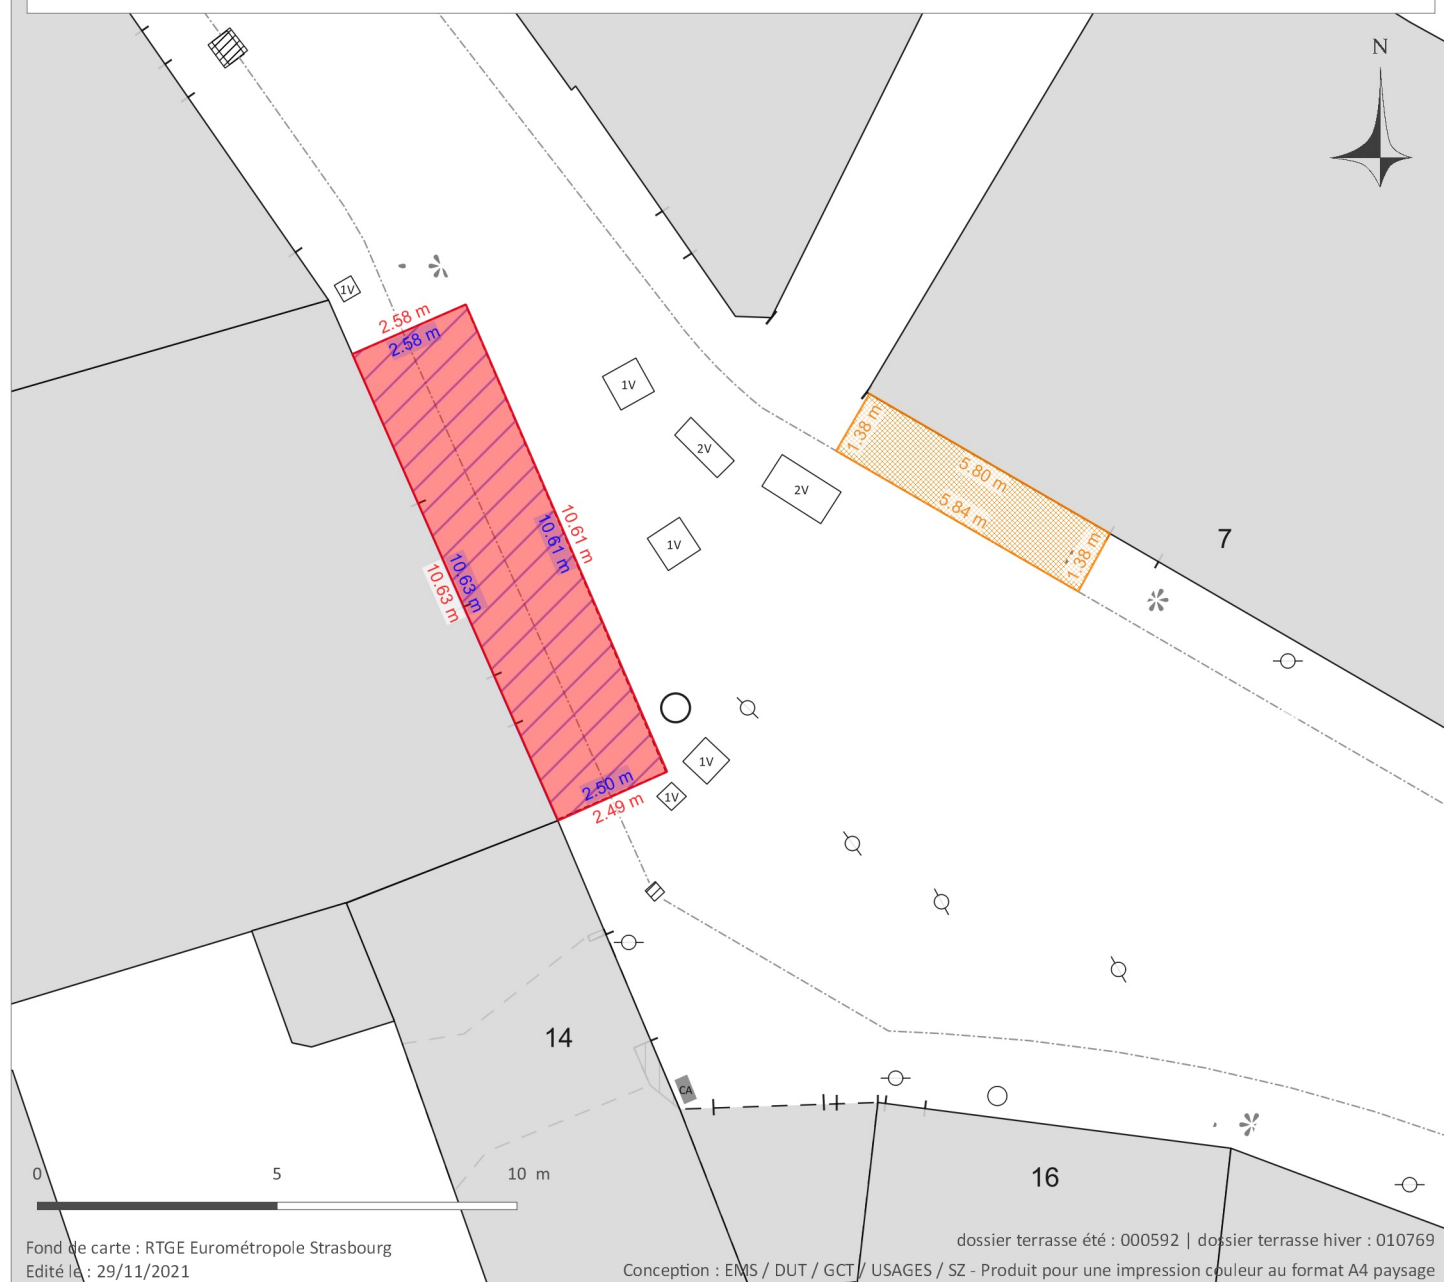 N
1V
2.58 m
2.58 m
1V
2V
2V
1.38 m
5.80 m
5.84 m
1.38 m
7
10.61 m
10.61 m
1V
10.63 m
10.63 m
1V
2.50 m
2.49 m
1V
14
CA
16
0 5 10 m
Fond de carte : RTGE Eurométropole Strasbourg
Edité le : 29/11/2021
dossier terrasse été : 000592 | dossier terrasse hiver : 010769
Conception : EMS / DUT / GCT / USAGES / SZ - Produit pour une impression couleur au format A4 paysage